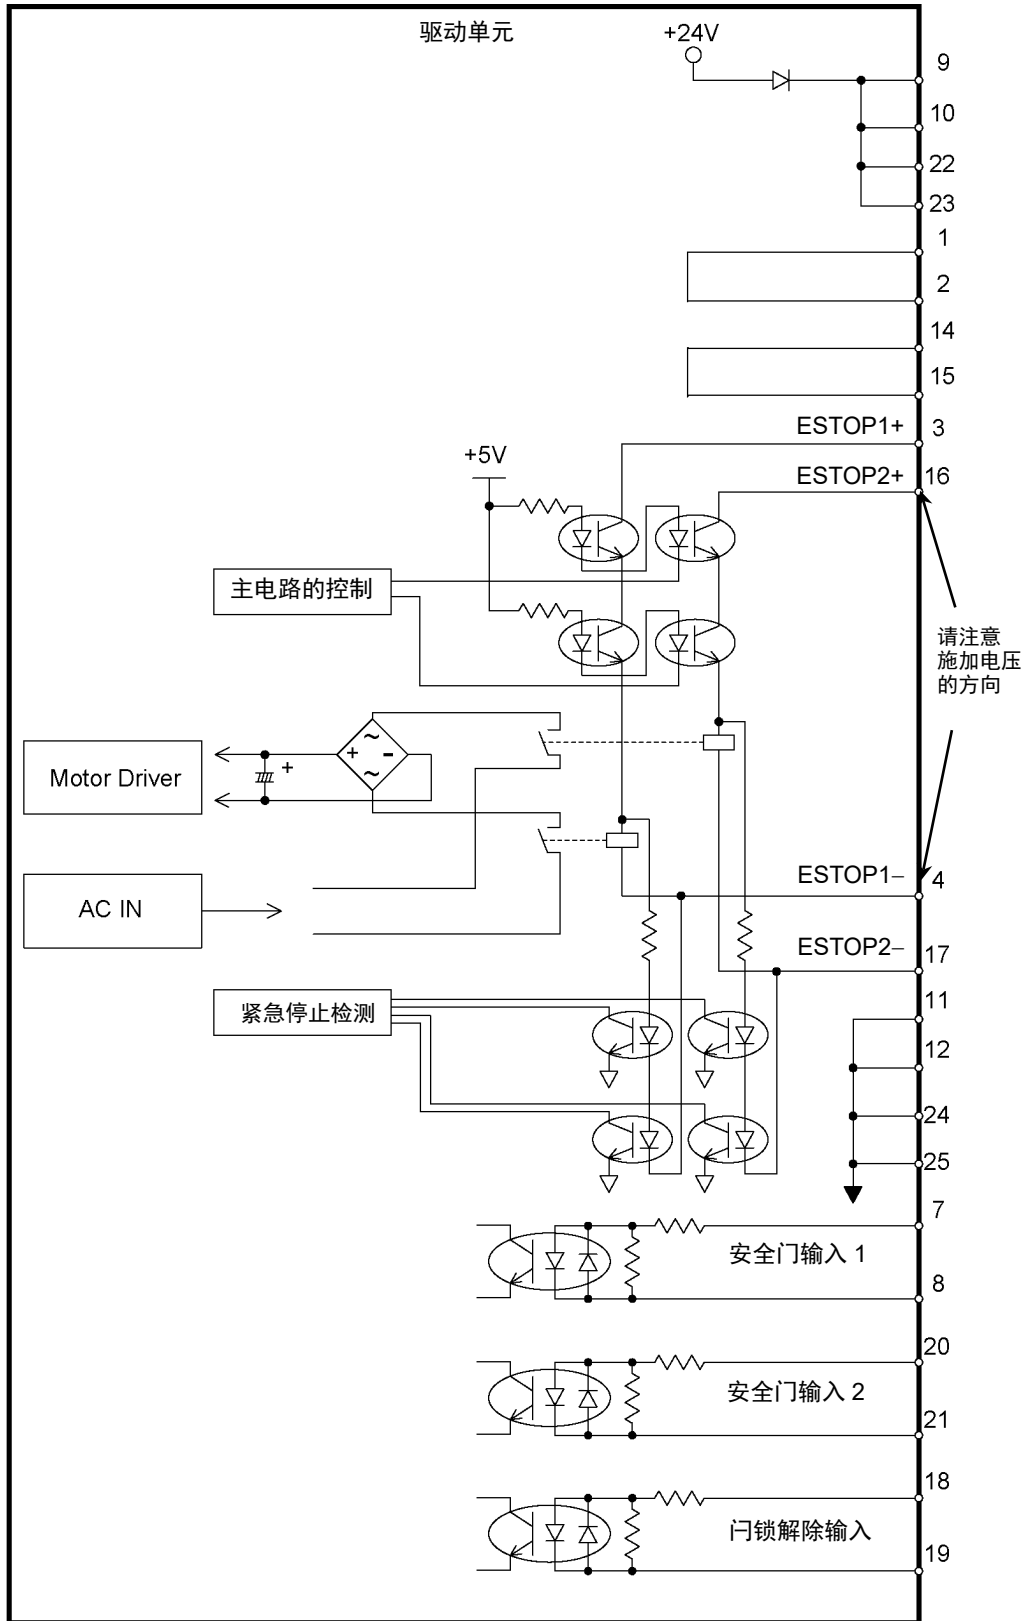 驱动单元
+24V
9
10
22
23
1
2
14
15
ESTOP1+ 3
ESTOP2+ 16
+5V
主电路的控制
请注意
施加电压
的方向
Motor Driver
+ ~ - ~
+
ESTOP1– 4
AC IN
ESTOP2– 17
紧急停止检测
11
12
24
25
7
安全门输入 1
8
20
安全门输入 2
21
18
闩锁解除输入
19